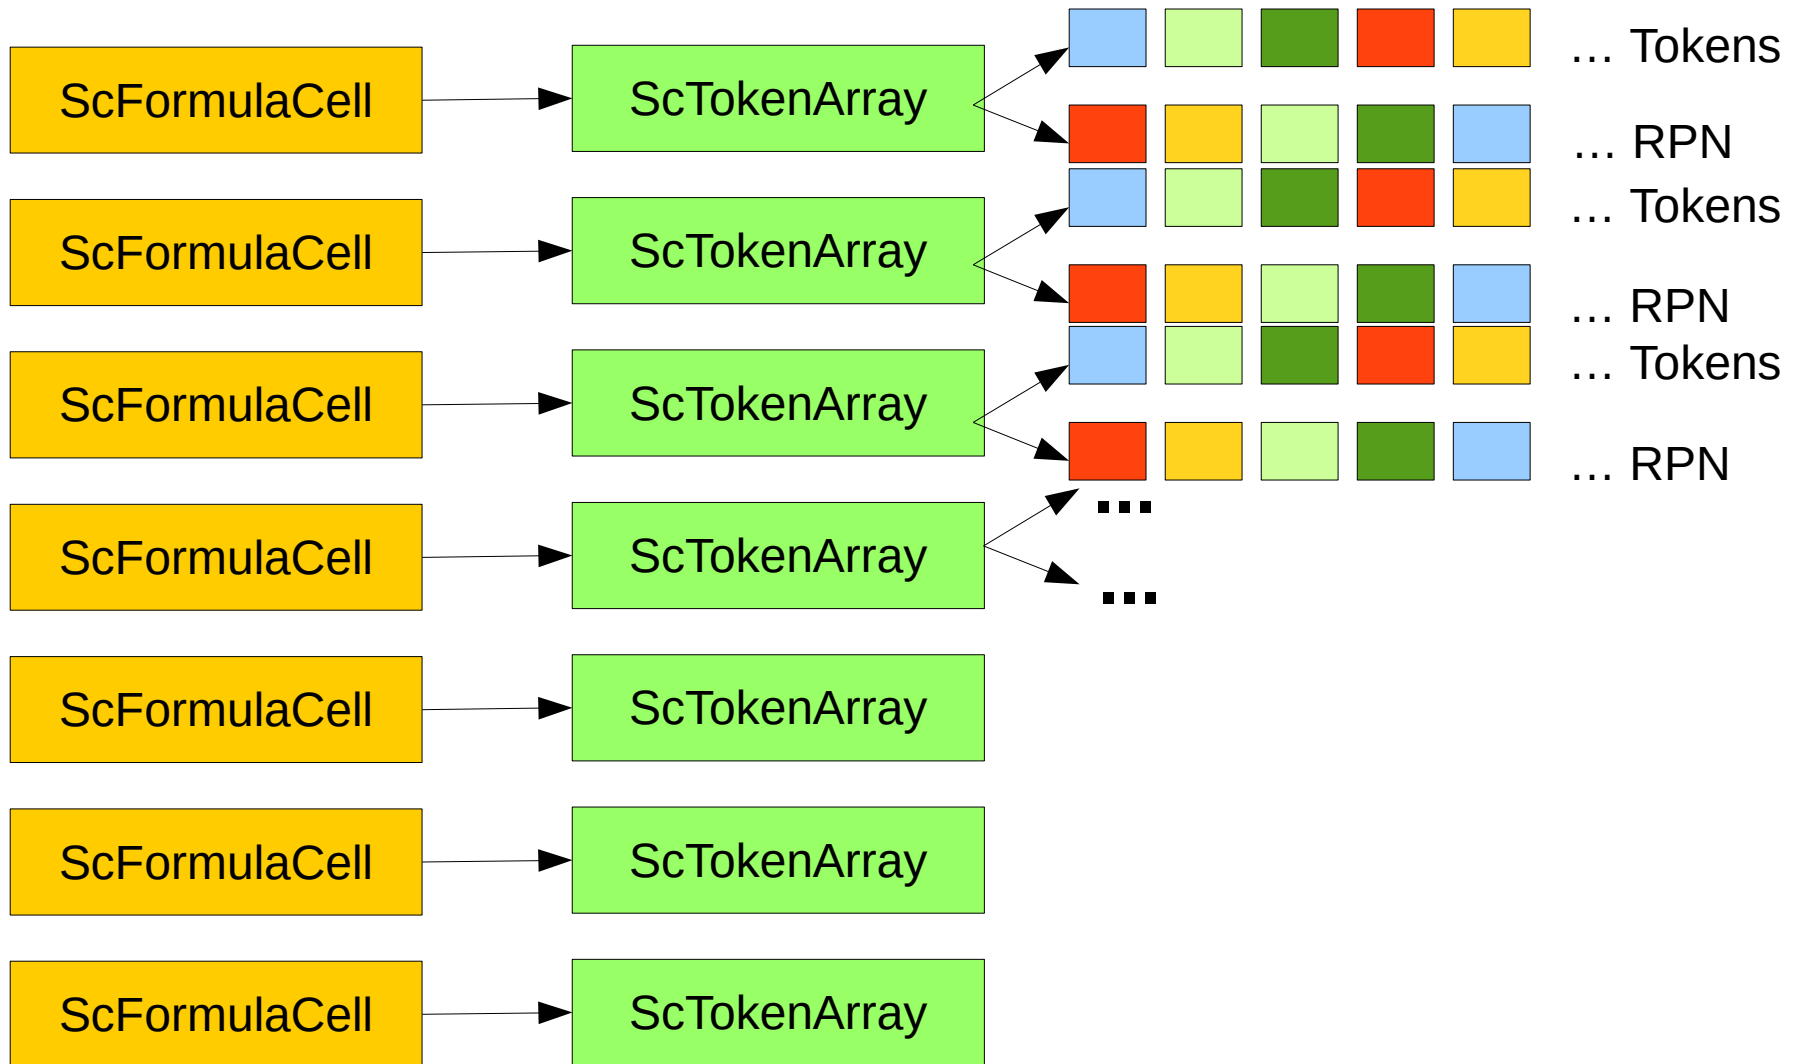 ScFormulaCell ScTokenArray … Tokens
… RPN
ScFormulaCell ScTokenArray … Tokens
… RPN
ScFormulaCell ScTokenArray … Tokens
… RPN
ScFormulaCell ScTokenArray ...
...
ScFormulaCell ScTokenArray
ScFormulaCell ScTokenArray
ScFormulaCell ScTokenArray